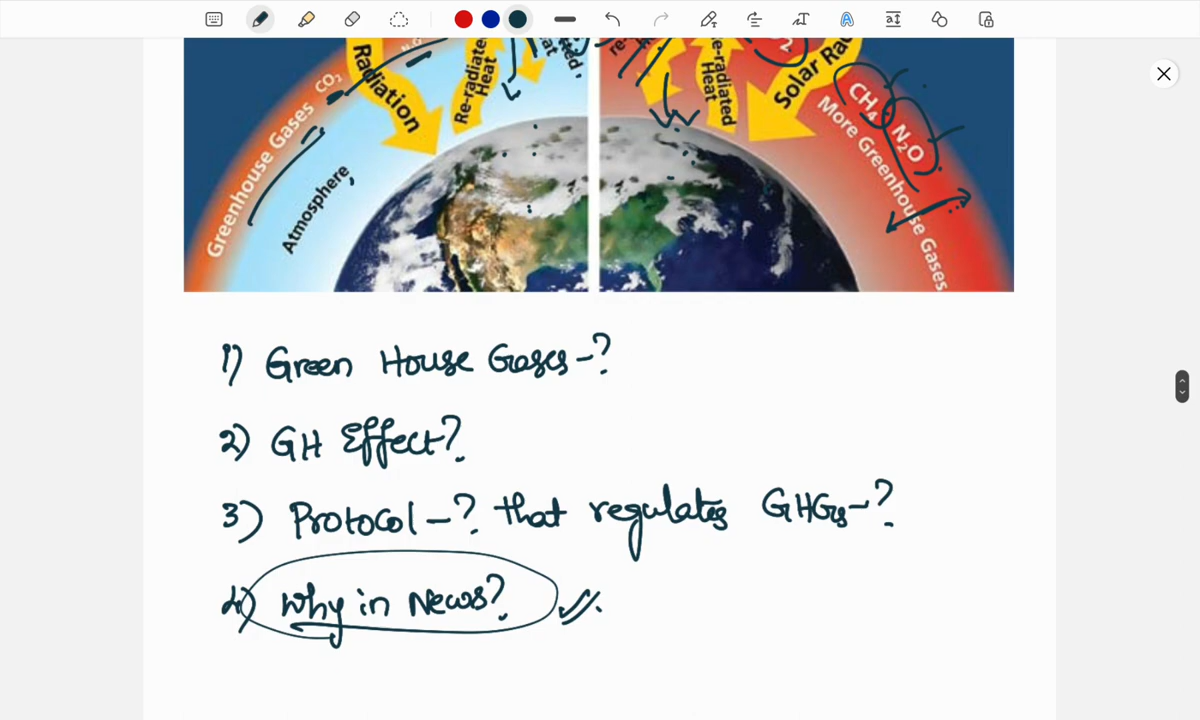 Radiation
Re-radiated
Heat
Re-radiated
Heat
Solar Ra
Greenhouse Gases CO₂
Atmosphere
CH₄ N₂O
More Greenhouse Gases
1) Green House Gases-?
2) GH Effect?
3) Protocol-? that regulates GHGs-?
4) Why in News?